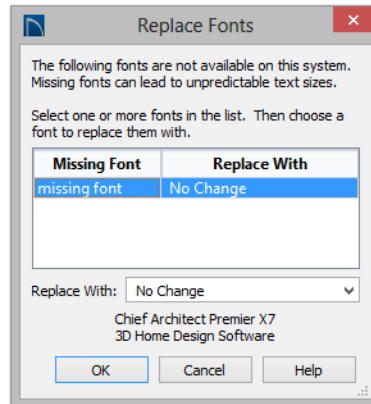 Replace Fonts
The following fonts are not available on this system.
Missing fonts can lead to unpredictable text sizes.
Select one or more fonts in the list. Then choose a
font to replace them with.
Missing Font Replace With
missing font No Change
Replace With: No Change
Chief Architect Premier X7
3D Home Design Software
OK Cancel Help